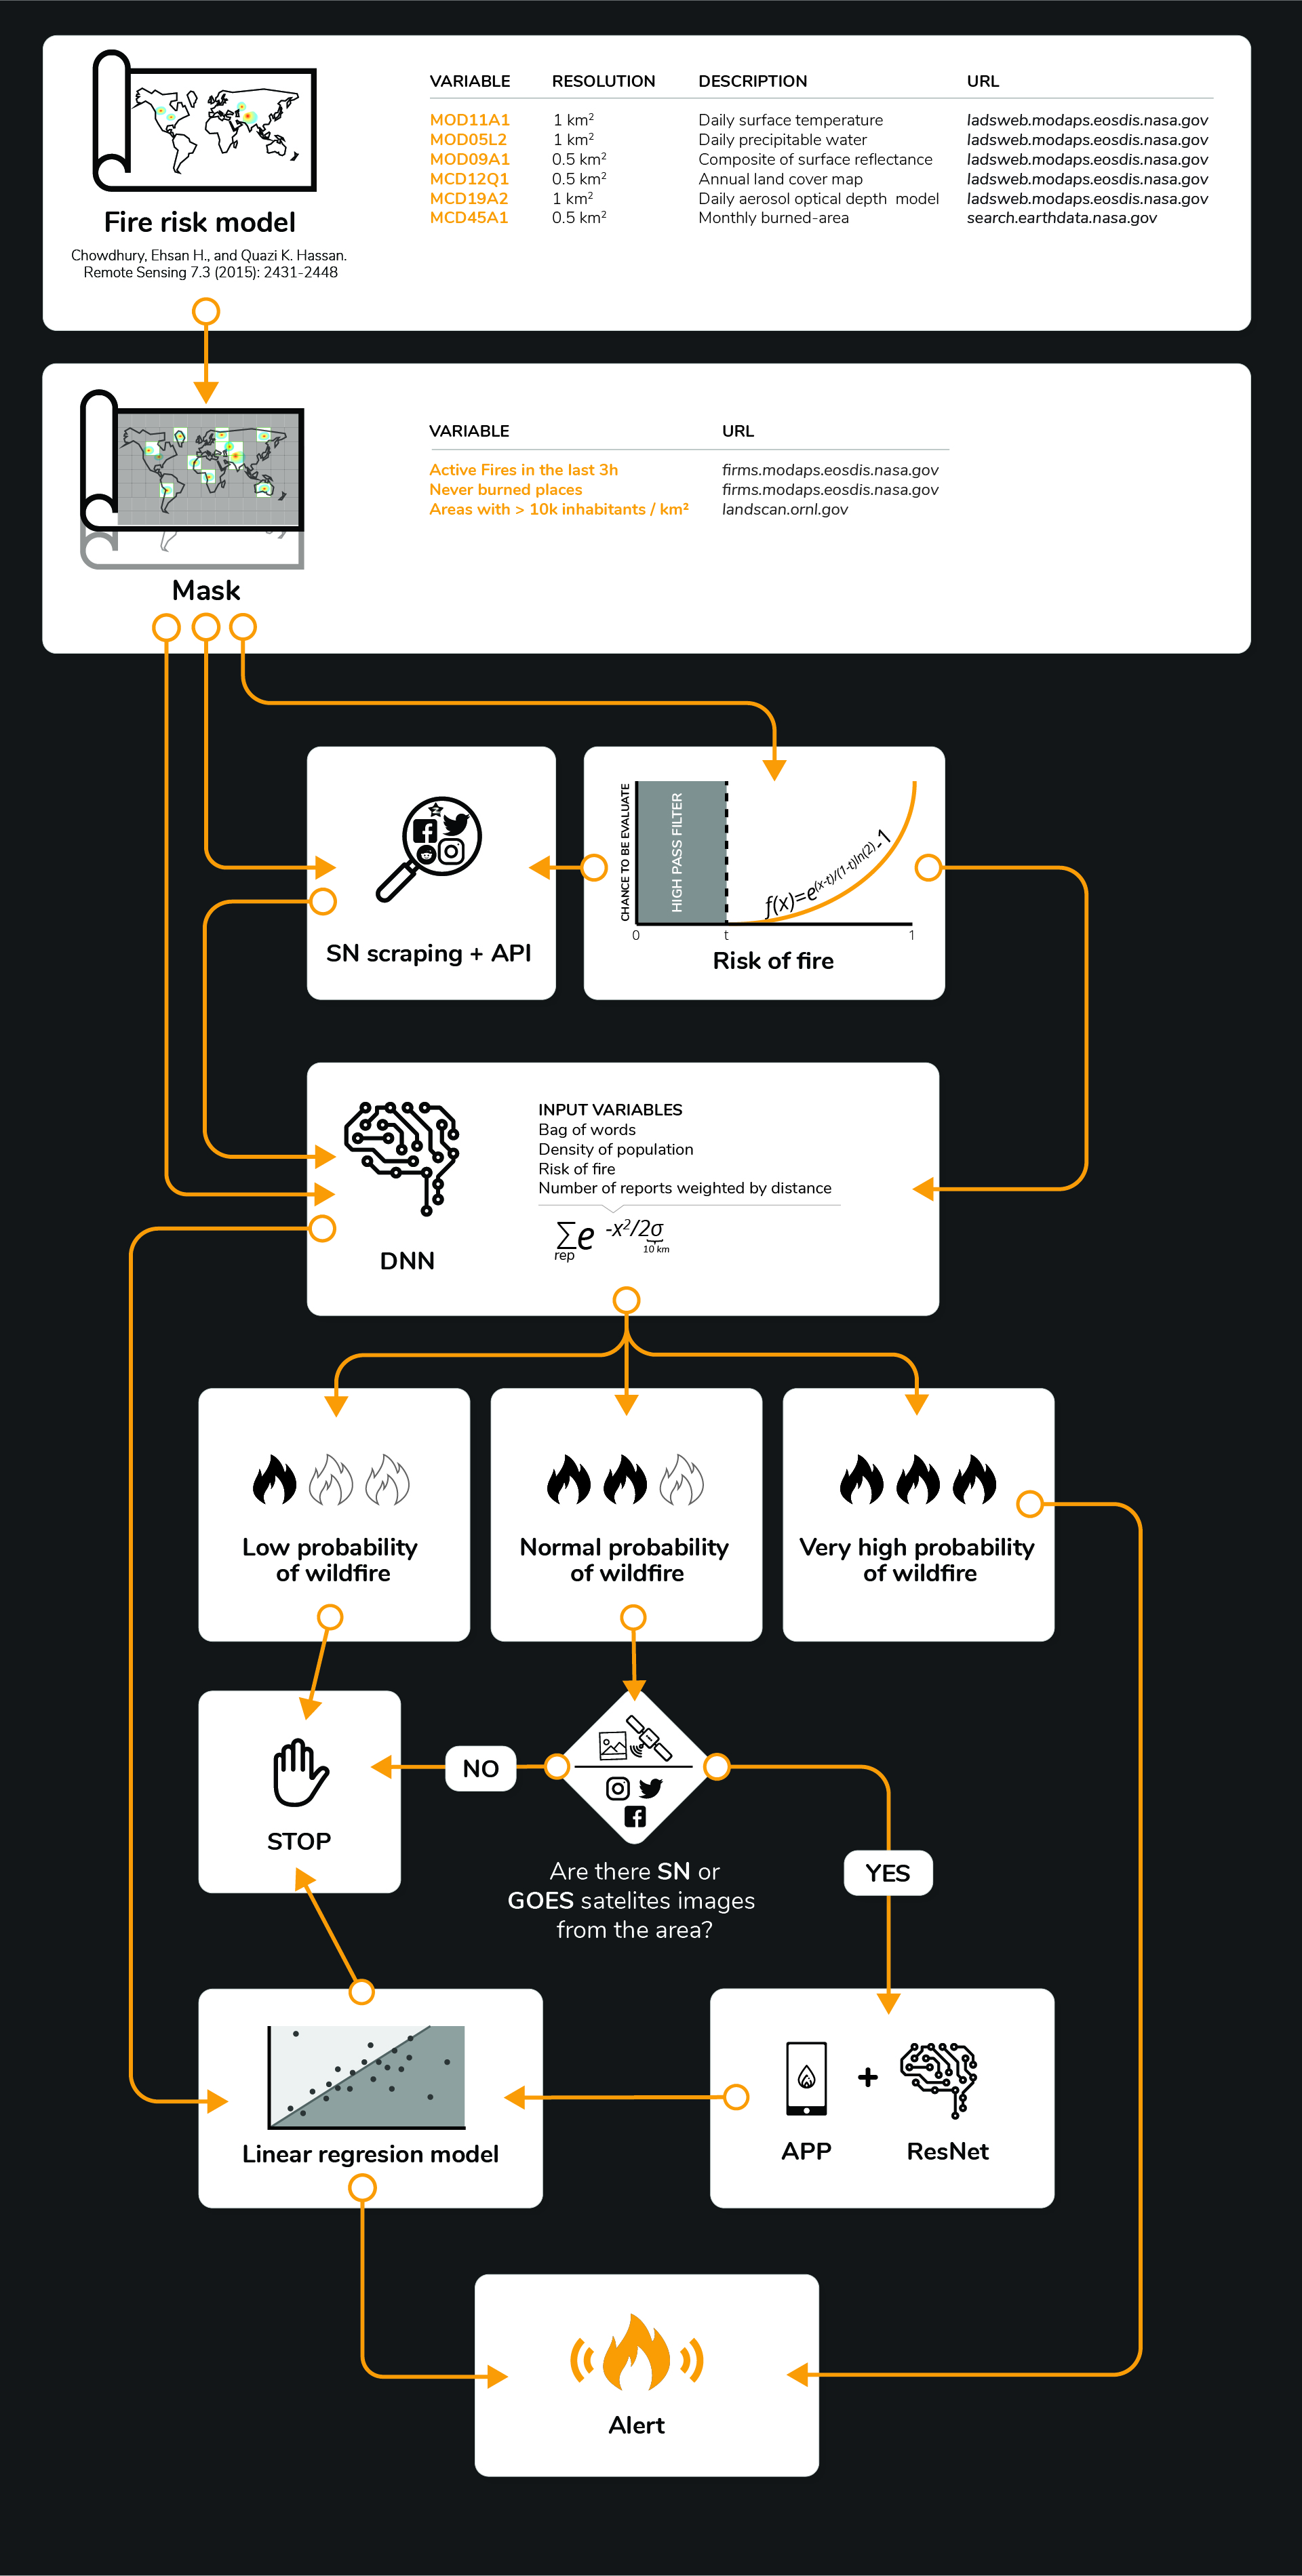 VARIABLE RESOLUTION DESCRIPTION URL
MOD11A1 1 km² Daily surface temperature ladsweb.modaps.eosdis.nasa.gov
MOD05L2 1 km² Daily precipitable water ladsweb.modaps.eosdis.nasa.gov
MOD09A1 0.5 km² Composite of surface reflectance ladsweb.modaps.eosdis.nasa.gov
MCD12Q1 0.5 km² Annual land cover map ladsweb.modaps.eosdis.nasa.gov
MCD19A2 1 km² Daily aerosol optical depth model ladsweb.modaps.eosdis.nasa.gov
MCD45A1 0.5 km² Monthly burned-area search.earthdata.nasa.gov
Fire risk model
Chowdhury, Ehsan H., and Quazi K. Hassan.
Remote Sensing 7.3 (2015): 2431-2448
VARIABLE URL
Active Fires in the last 3h firms.modaps.eosdis.nasa.gov
Never burned places firms.modaps.eosdis.nasa.gov
Areas with > 10k inhabitants / km² landscan.ornl.gov
Mask
SN scraping + API
CHANCE TO BE EVALUATE
HIGH PASS FILTER
f(x)=e^(x-t)/(1-t)ln(2)-1
0 t 1
Risk of fire
INPUT VARIABLES
Bag of words
Density of population
Risk of fire
Number of reports weighted by distance
∑e -x²/2σ
rep 10 km
DNN
Low probability
of wildfire
Normal probability
of wildfire
Very high probability
of wildfire
NO
STOP
Are there SN or
GOES satelites images
from the area?
YES
Linear regresion model
APP + ResNet
Alert